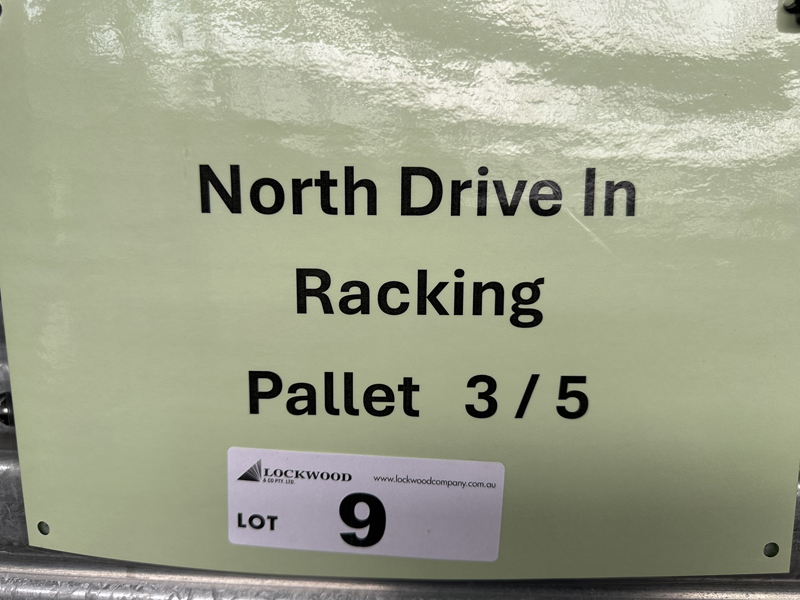 North Drive In
Racking
Pallet 3 / 5
LOCKWOOD
& CO PTY. LTD.
www.lockwoodcompany.com.au
LOT 9